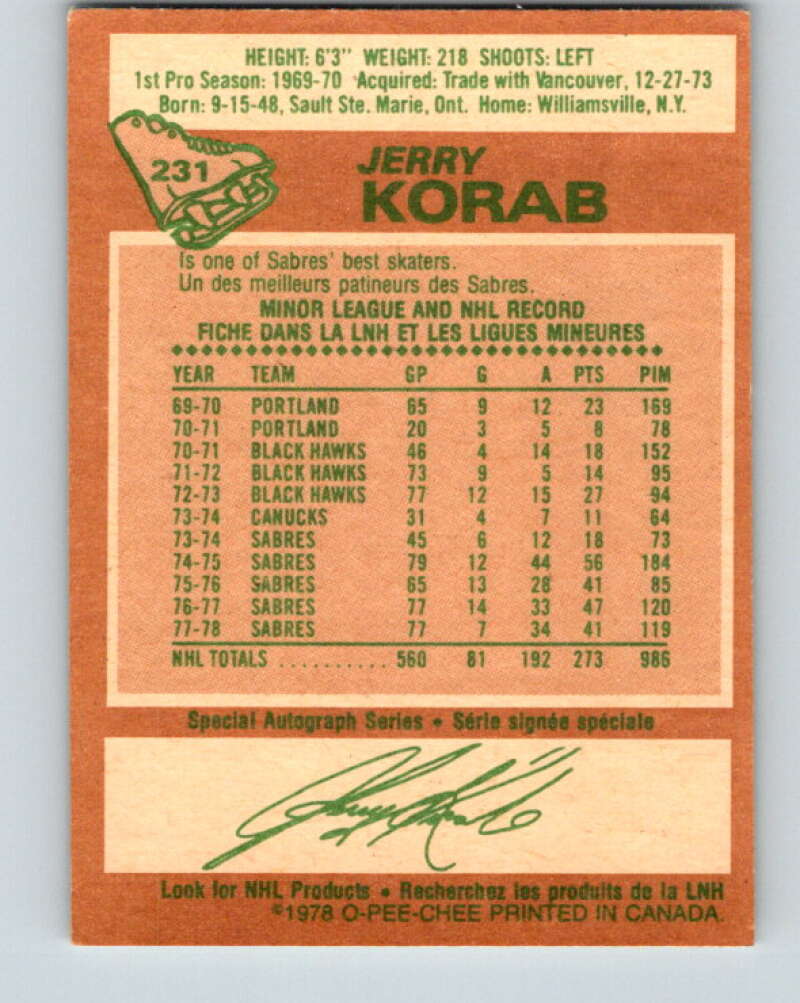 HEIGHT: 6'3" WEIGHT: 218 SHOOTS: LEFT
1st Pro Season: 1969-70 Acquired: Trade with Vancouver, 12-27-73
Born: 9-15-48, Sault Ste. Marie, Ont. Home: Williamsville, N.Y.
231
JERRY
KORAB
Is one of Sabres' best skaters.
Un des meilleurs patineurs des Sabres.
MINOR LEAGUE AND NHL RECORD
FICHE DANS LA LNH ET LES LIGUES MINEURES
YEAR TEAM GP G A PTS PIM
69-70 PORTLAND 65 9 12 23 169
70-71 PORTLAND 20 3 5 8 78
70-71 BLACK HAWKS 46 4 14 18 152
71-72 BLACK HAWKS 73 9 5 14 95
72-73 BLACK HAWKS 77 12 15 27 94
73-74 CANUCKS 31 4 7 11 64
73-74 SABRES 45 6 12 18 73
74-75 SABRES 79 12 44 56 184
75-76 SABRES 65 13 28 41 85
76-77 SABRES 77 14 33 47 120
77-78 SABRES 77 7 34 41 119
NHL TOTALS .......... 560 81 192 273 986
Special Autograph Series • Série signée spéciale
Jerry Korab
Look for NHL Products • Recherchez les produits de la LNH
©1978 O-PEE-CHEE PRINTED IN CANADA.